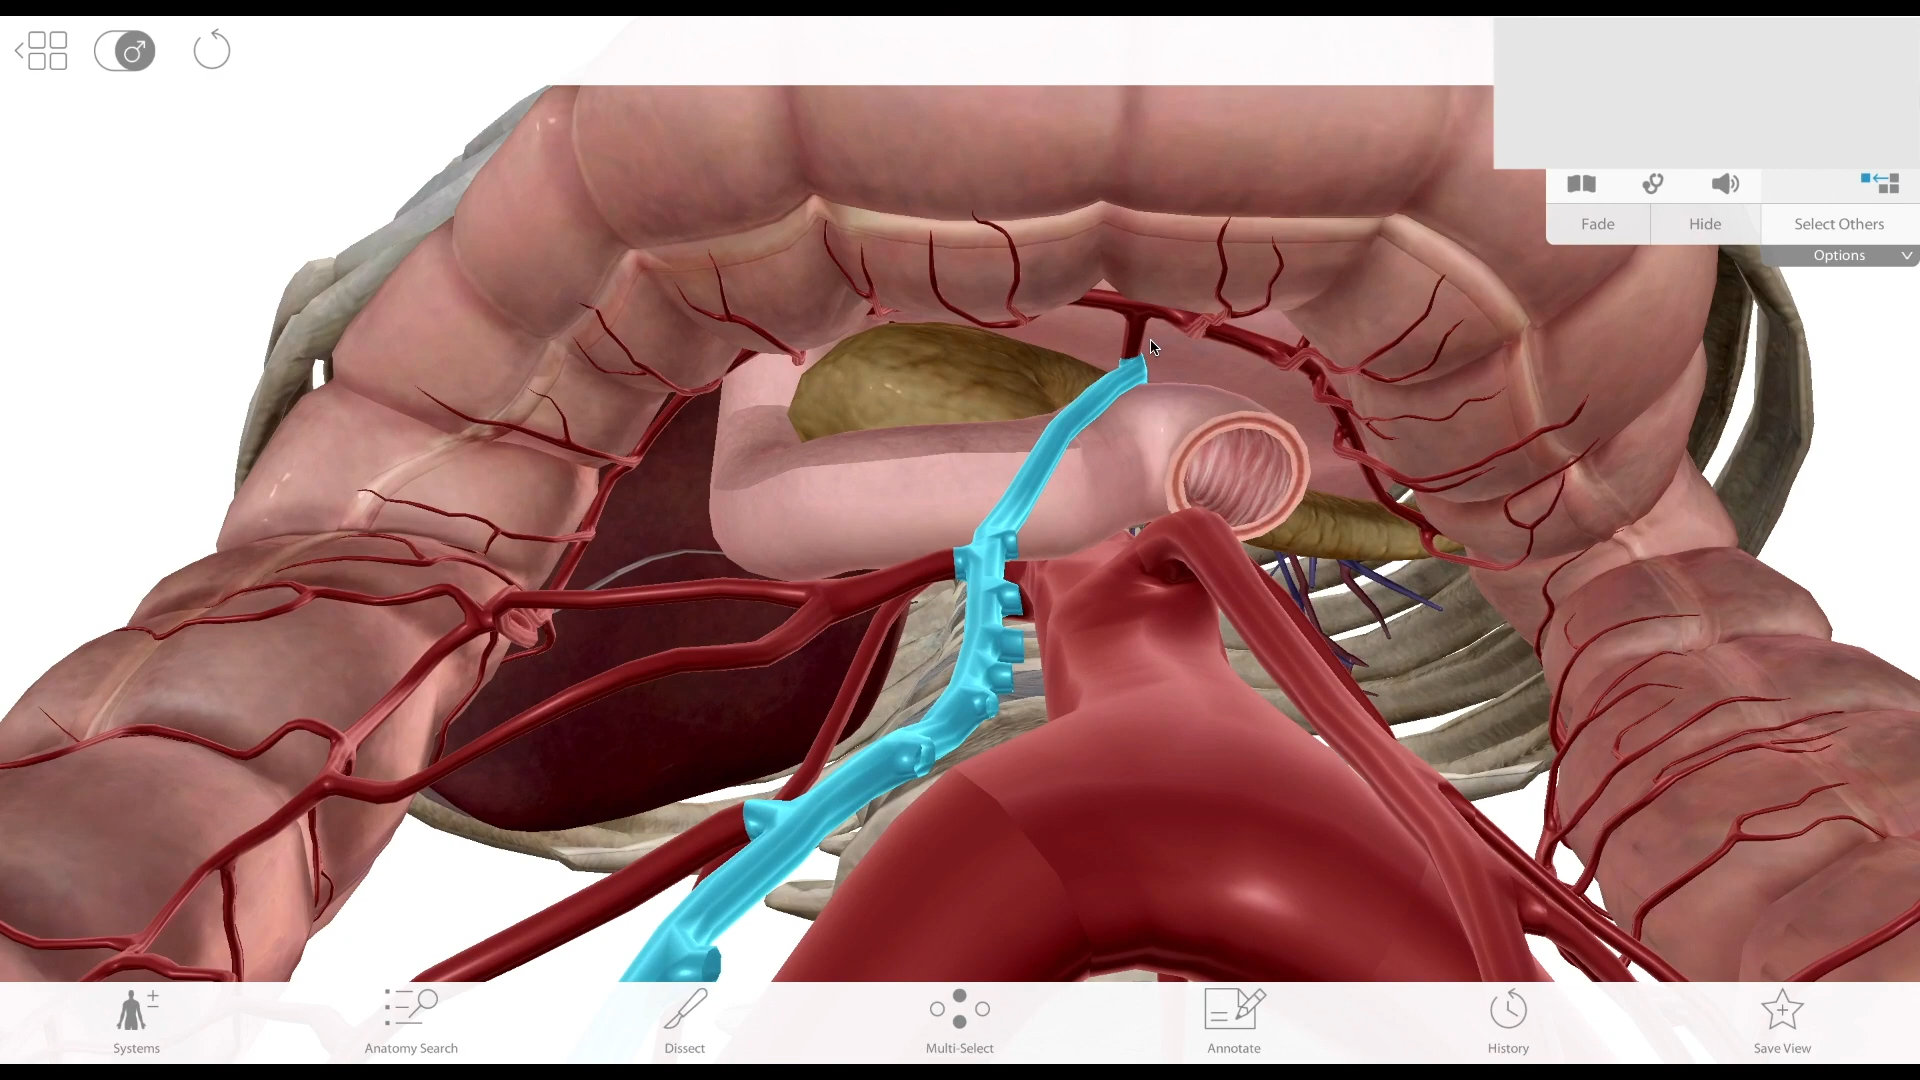 Fade
Hide
Select Others
Options
Systems
Anatomy Search
Dissect
Multi-Select
Annotate
History
Save View